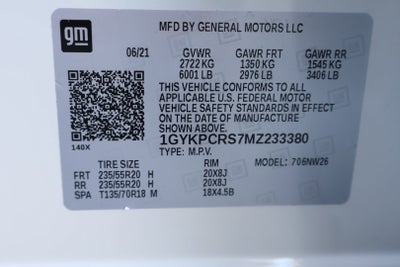 gm
MFD BY GENERAL MOTORS LLC
06/21 GVWR GAWR FRT GAWR RR
2722 KG 1350 KG 1545 KG
6001 LB 2976 LB 3406 LB
THIS VEHICLE CONFORMS TO ALL
APPLICABLE U.S. FEDERAL MOTOR
VEHICLE SAFETY STANDARDS IN EFFECT
ON THE DATE OF MANUFACTURE
SHOWN ABOVE.
140X 1GYKPCRS7MZ233380
TYPE: M.P.V. MODEL: 706NW26
TIRE SIZE RIM
FRT 235/55R20 H 20X8J
RR 235/55R20 H 20X8J
SPA T135/70R18 M 18X4.5B